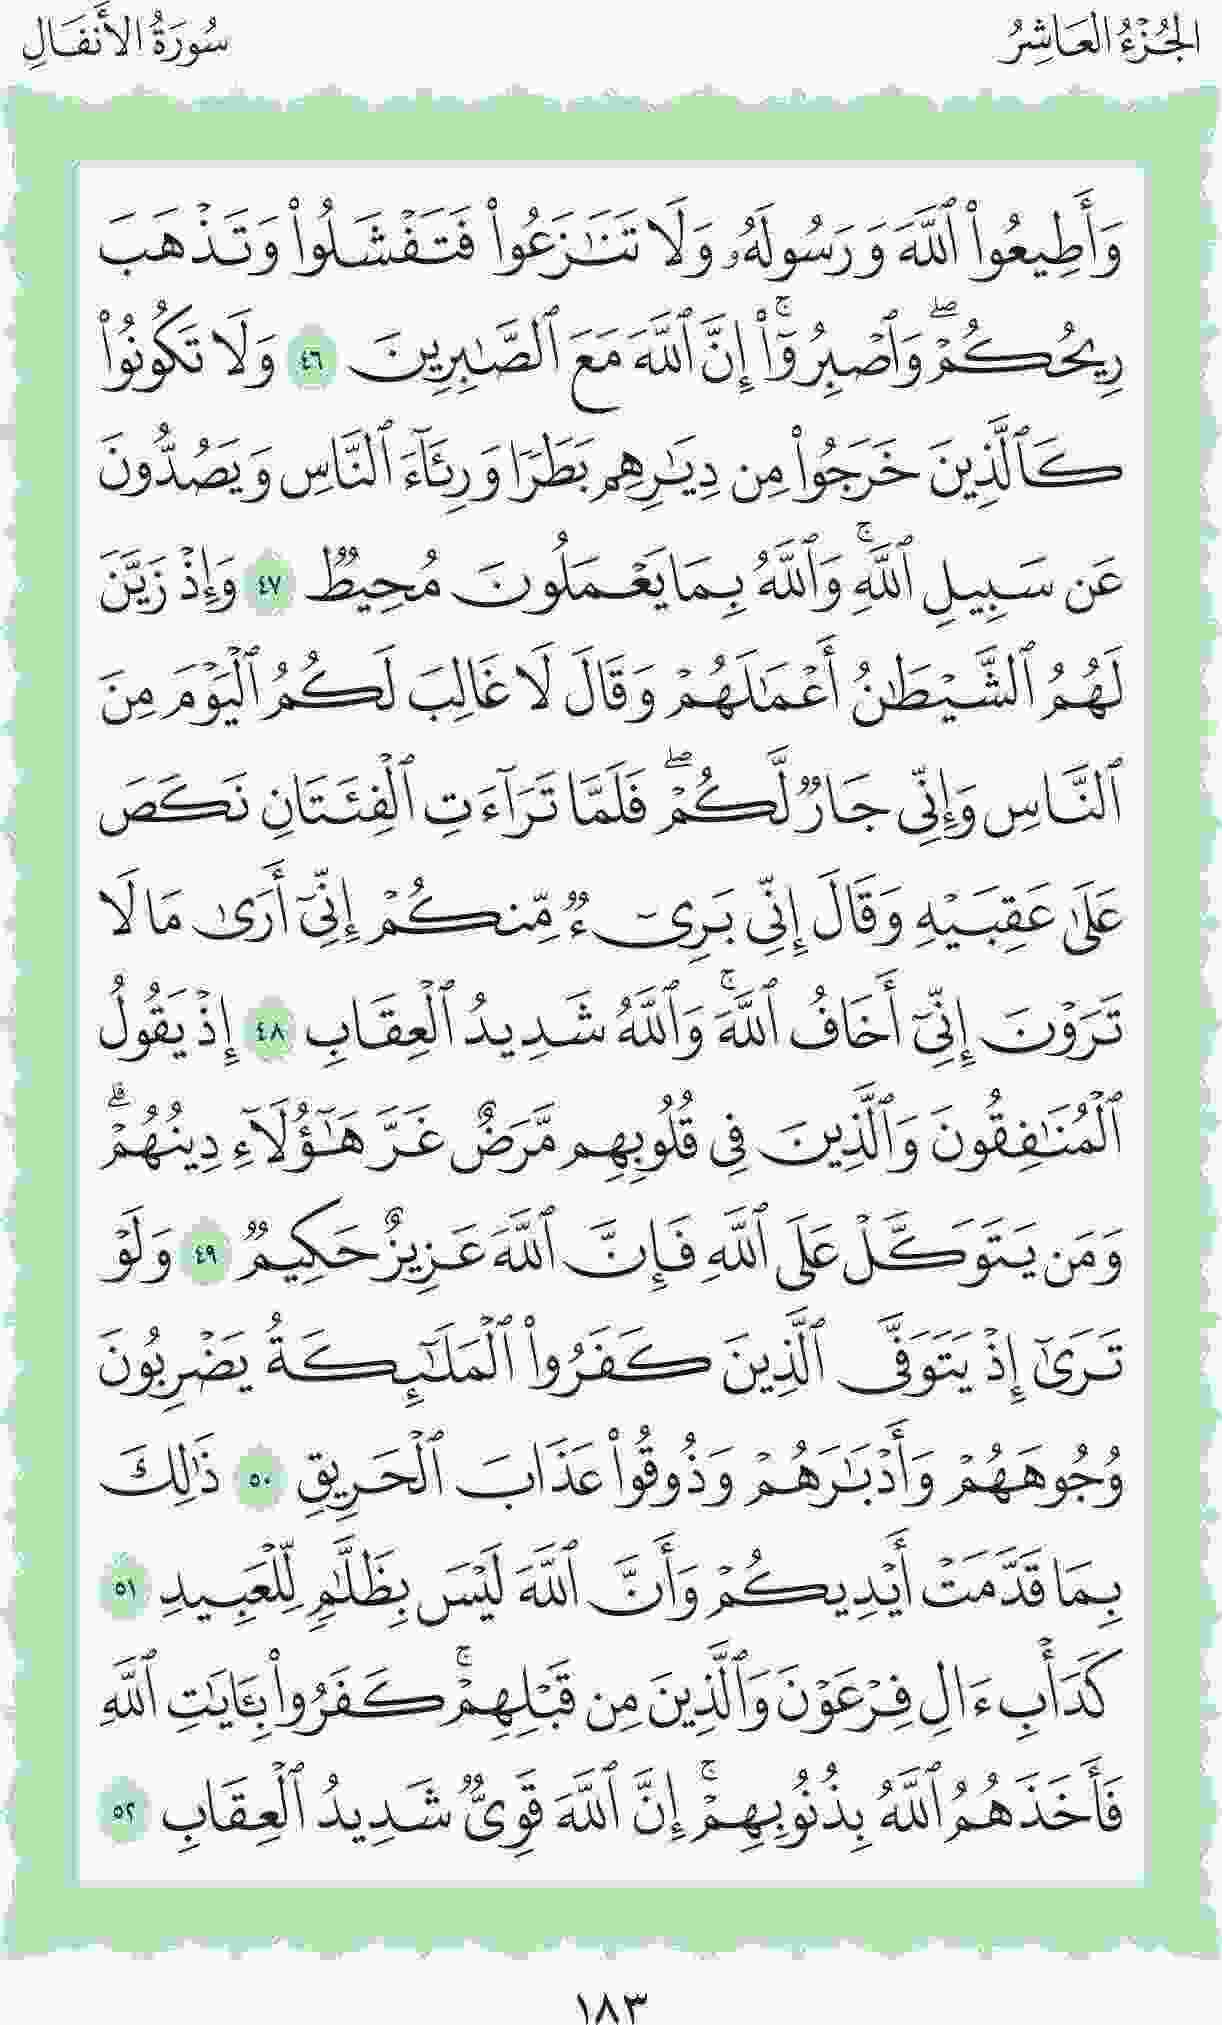 الجُزْءُ العَاشِرُ
سُورَةُ الأَنفَالِ
وَأَطِيعُواْ ٱللَّهَ وَرَسُولَهُۥ وَلَا تَنَٰزَعُواْ فَتَفۡشَلُواْ وَتَذۡهَبَ
رِيحُكُمۡۖ وَٱصۡبِرُوٓاْۚ إِنَّ ٱللَّهَ مَعَ ٱلصَّٰبِرِينَ ٤٦ وَلَا تَكُونُواْ
كَٱلَّذِينَ خَرَجُواْ مِن دِيَٰرِهِم بَطَرٗا وَرِئَآءَ ٱلنَّاسِ وَيَصُدُّونَ
عَن سَبِيلِ ٱللَّهِۚ وَٱللَّهُ بِمَا يَعۡمَلُونَ مُحِيطٞ ٤٧ وَإِذۡ زَيَّنَ
لَهُمُ ٱلشَّيۡطَٰنُ أَعۡمَٰلَهُمۡ وَقَالَ لَا غَالِبَ لَكُمُ ٱلۡيَوۡمَ مِنَ
ٱلنَّاسِ وَإِنِّي جَارٞ لَّكُمۡۖ فَلَمَّا تَرَآءَتِ ٱلۡفِئَتَانِ نَكَصَ
عَلَىٰ عَقِبَيۡهِ وَقَالَ إِنِّي بَرِيٓءٞ مِّنكُمۡ إِنِّيٓ أَرَىٰ مَا لَا
تَرَوۡنَ إِنِّيٓ أَخَافُ ٱللَّهَۚ وَٱللَّهُ شَدِيدُ ٱلۡعِقَابِ ٤٨ إِذۡ يَقُولُ
ٱلۡمُنَٰفِقُونَ وَٱلَّذِينَ فِي قُلُوبِهِم مَّرَضٌ غَرَّ هَٰٓؤُلَآءِ دِينُهُمۡۗ
وَمَن يَتَوَكَّلۡ عَلَى ٱللَّهِ فَإِنَّ ٱللَّهَ عَزِيزٌ حَكِيمٞ ٤٩ وَلَوۡ
تَرَىٰٓ إِذۡ يَتَوَفَّى ٱلَّذِينَ كَفَرُواْ ٱلۡمَلَٰٓئِكَةُ يَضۡرِبُونَ
وُجُوهَهُمۡ وَأَدۡبَٰرَهُمۡ وَذُوقُواْ عَذَابَ ٱلۡحَرِيقِ ٥٠ ذَٰلِكَ
بِمَا قَدَّمَتۡ أَيۡدِيكُمۡ وَأَنَّ ٱللَّهَ لَيۡسَ بِظَلَّٰمٖ لِّلۡعَبِيدِ ٥١
كَدَأۡبِ ءَالِ فِرۡعَوۡنَ وَٱلَّذِينَ مِن قَبۡلِهِمۡۚ كَفَرُواْ بِـَٔايَٰتِ ٱللَّهِ
فَأَخَذَهُمُ ٱللَّهُ بِذُنُوبِهِمۡۚ إِنَّ ٱللَّهَ قَوِيّٞ شَدِيدُ ٱلۡعِقَابِ ٥٢
١٨٣